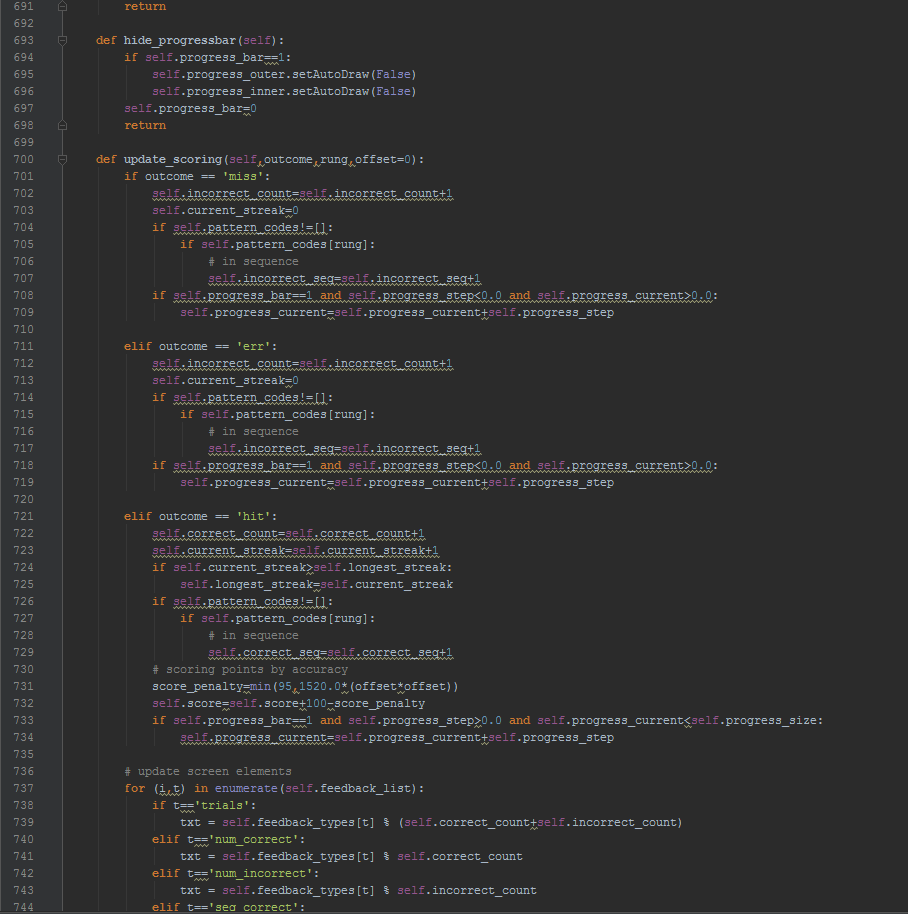 691 return
692
693 def hide_progressbar(self):
694 if self.progress_bar==1:
695 self.progress_outer.setAutoDraw(False)
696 self.progress_inner.setAutoDraw(False)
697 self.progress_bar=0
698 return
699
700 def update_scoring(self,outcome,rung,offset=0):
701 if outcome == 'miss':
702 self.incorrect_count=self.incorrect_count+1
703 self.current_streak=0
704 if self.pattern_codes!=[]:
705 if self.pattern_codes[rung]:
706 # in sequence
707 self.incorrect_seq=self.incorrect_seq+1
708 if self.progress_bar==1 and self.progress_step<0.0 and self.progress_current>0.0:
709 self.progress_current=self.progress_current+self.progress_step
710
711 elif outcome == 'err':
712 self.incorrect_count=self.incorrect_count+1
713 self.current_streak=0
714 if self.pattern_codes!=[]:
715 if self.pattern_codes[rung]:
716 # in sequence
717 self.incorrect_seq=self.incorrect_seq+1
718 if self.progress_bar==1 and self.progress_step<0.0 and self.progress_current>0.0:
719 self.progress_current=self.progress_current+self.progress_step
720
721 elif outcome == 'hit':
722 self.correct_count=self.correct_count+1
723 self.current_streak=self.current_streak+1
724 if self.current_streak>self.longest_streak:
725 self.longest_streak=self.current_streak
726 if self.pattern_codes!=[]:
727 if self.pattern_codes[rung]:
728 # in sequence
729 self.correct_seq=self.correct_seq+1
730 # scoring points by accuracy
731 score_penalty=min(95,1520.0*(offset*offset))
732 self.score=self.score+100-score_penalty
733 if self.progress_bar==1 and self.progress_step>0.0 and self.progress_current<self.progress_size:
734 self.progress_current=self.progress_current+self.progress_step
735
736 # update screen elements
737 for (i,t) in enumerate(self.feedback_list):
738 if t=='trials':
739 txt = self.feedback_types[t] % (self.correct_count+self.incorrect_count)
740 elif t=='num_correct':
741 txt = self.feedback_types[t] % self.correct_count
742 elif t=='num_incorrect':
743 txt = self.feedback_types[t] % self.incorrect_count
744 elif t=='seq_correct':